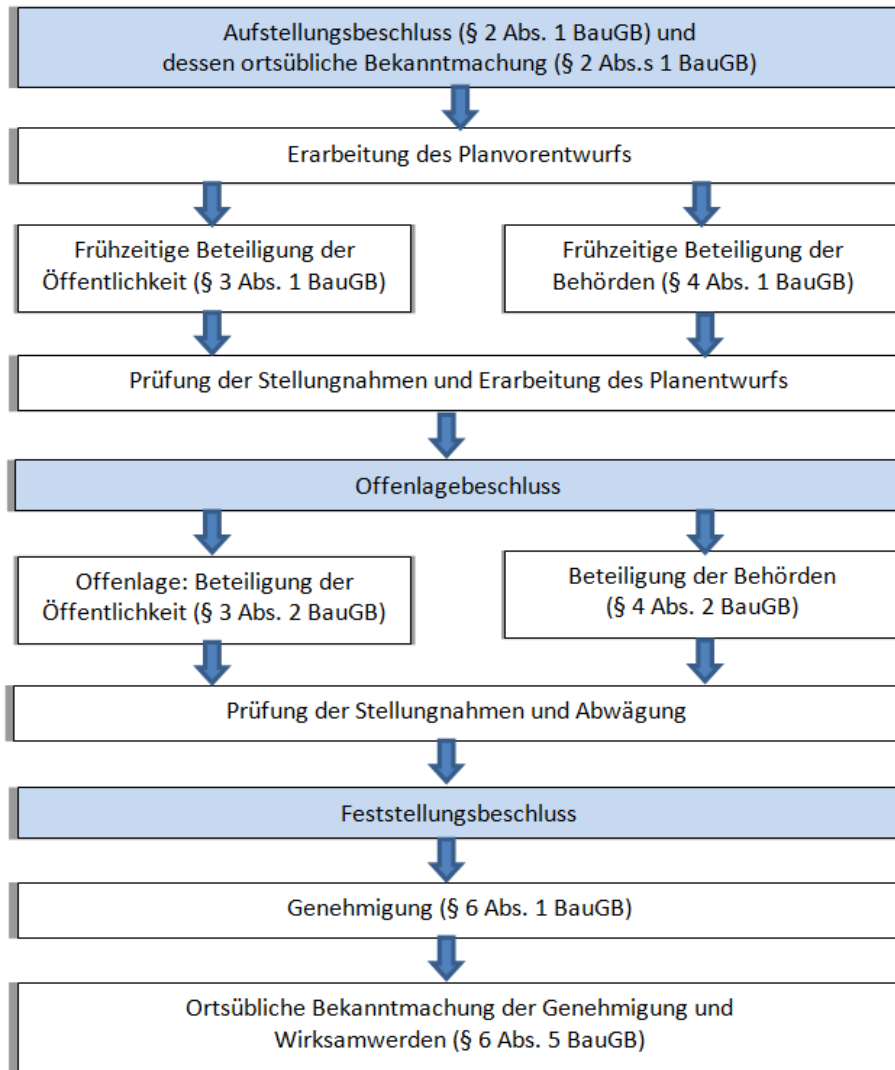 Aufstellungsbeschluss (§ 2 Abs. 1 BauGB) und
dessen ortsübliche Bekanntmachung (§ 2 Abs.s 1 BauGB)
Erarbeitung des Planvorentwurfs
Frühzeitige Beteiligung der
Öffentlichkeit (§ 3 Abs. 1 BauGB)
Frühzeitige Beteiligung der
Behörden (§ 4 Abs. 1 BauGB)
Prüfung der Stellungnahmen und Erarbeitung des Planentwurfs
Offenlagebeschluss
Offenlage: Beteiligung der
Öffentlichkeit (§ 3 Abs. 2 BauGB)
Beteiligung der Behörden
(§ 4 Abs. 2 BauGB)
Prüfung der Stellungnahmen und Abwägung
Feststellungsbeschluss
Genehmigung (§ 6 Abs. 1 BauGB)
Ortsübliche Bekanntmachung der Genehmigung und
Wirksamwerden (§ 6 Abs. 5 BauGB)